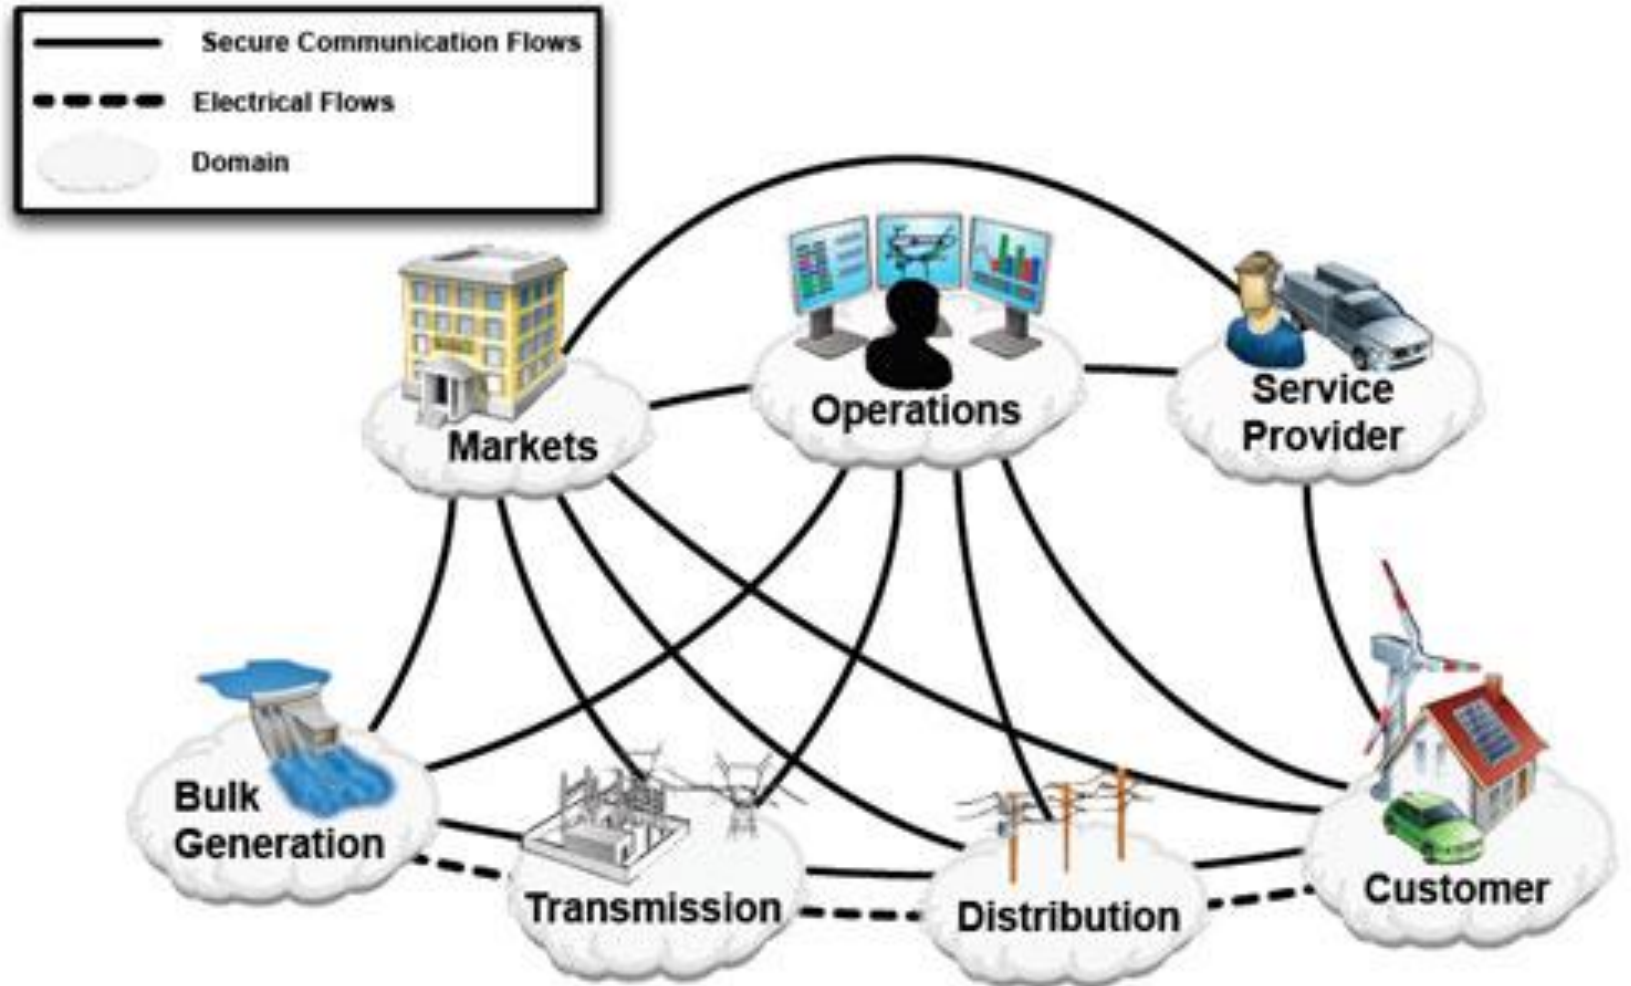 Secure Communication Flows
Electrical Flows
Domain
Markets
Operations
Service
Provider
Bulk
Generation
Transmission
Distribution
Customer